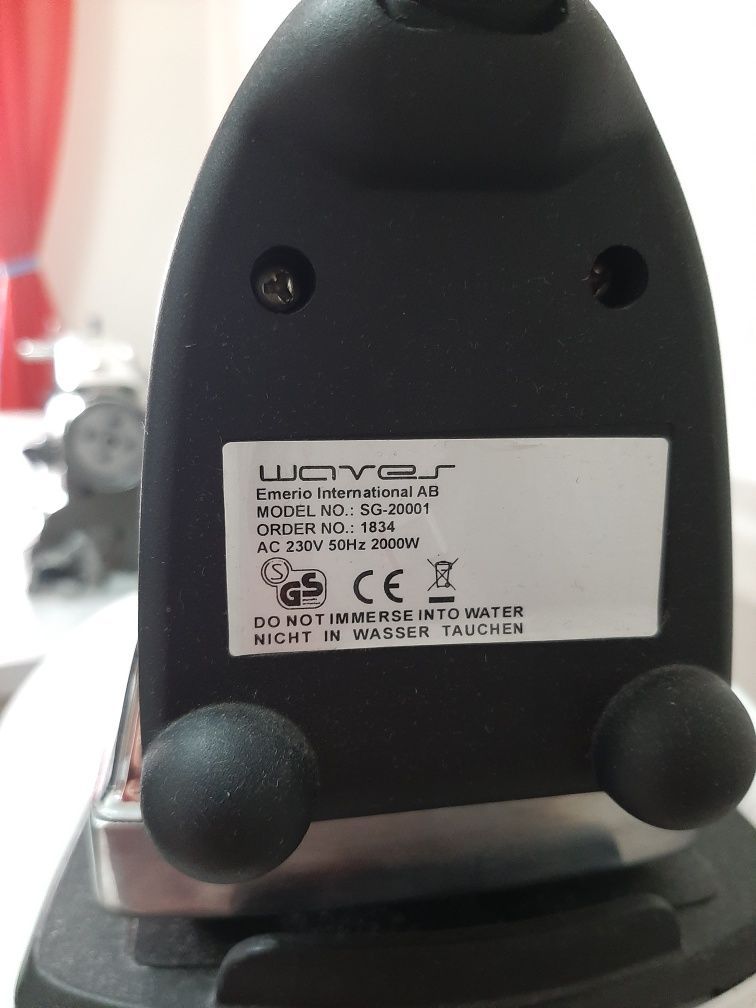 waves
Emerio International AB
MODEL NO.: SG-20001
ORDER NO.: 1834
AC 230V 50Hz 2000W
S GS CE
DO NOT IMMERSE INTO WATER
NICHT IN WASSER TAUCHEN